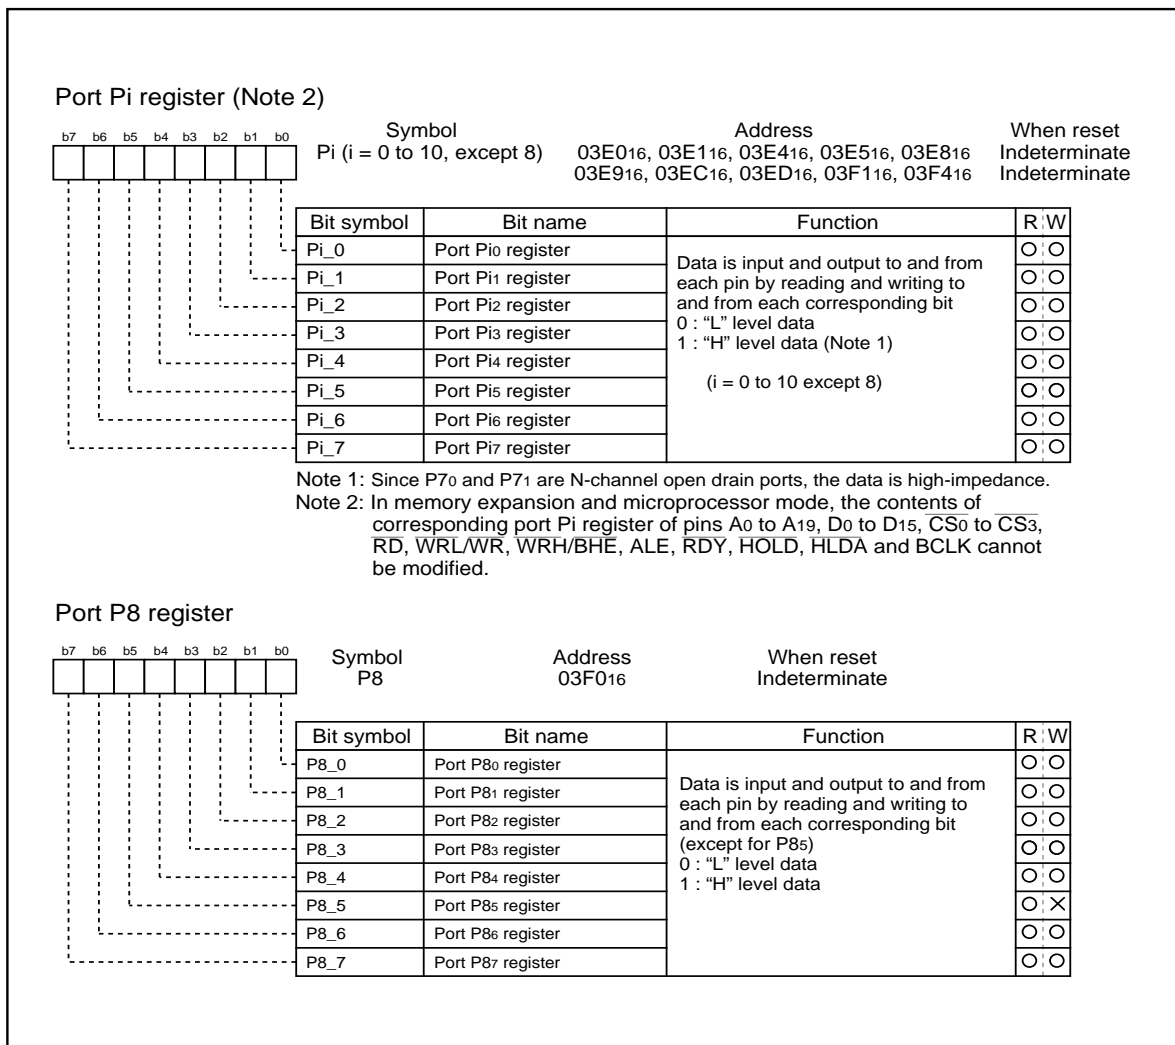 Port Pi register (Note 2)
b7 b6 b5 b4 b3 b2 b1 b0
Symbol Address When reset
Pi (i = 0 to 10, except 8) 03E016, 03E116, 03E416, 03E516, 03E816 Indeterminate
03E916, 03EC16, 03ED16, 03F116, 03F416 Indeterminate
Bit symbol Bit name Function R W
Pi_0 Port Pi0 register
Pi_1 Port Pi1 register
Pi_2 Port Pi2 register
Pi_3 Port Pi3 register
Pi_4 Port Pi4 register
Pi_5 Port Pi5 register
Pi_6 Port Pi6 register
Pi_7 Port Pi7 register
Data is input and output to and from
each pin by reading and writing to
and from each corresponding bit
0 : “L” level data
1 : “H” level data (Note 1)
(i = 0 to 10 except 8)
Note 1: Since P70 and P71 are N-channel open drain ports, the data is high-impedance.
Note 2: In memory expansion and microprocessor mode, the contents of
corresponding port Pi register of pins A0 to A19, D0 to D15, CS0 to CS3,
RD, WRL/WR, WRH/BHE, ALE, RDY, HOLD, HLDA and BCLK cannot
be modified.
Port P8 register
b7 b6 b5 b4 b3 b2 b1 b0
Symbol Address When reset
P8 03F016 Indeterminate
Bit symbol Bit name Function R W
P8_0 Port P80 register
P8_1 Port P81 register
P8_2 Port P82 register
P8_3 Port P83 register
P8_4 Port P84 register
P8_5 Port P85 register
P8_6 Port P86 register
P8_7 Port P87 register
Data is input and output to and from
each pin by reading and writing to
and from each corresponding bit
(except for P85)
0 : “L” level data
1 : “H” level data